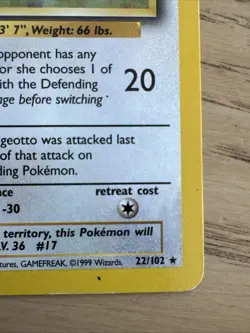 3' 7", Weight: 66 lbs.
opponent has any
or she chooses 1 of
with the Defending
age before switching
20
geotto was attacked last
of that attack on
ding Pokémon.
nce
retreat cost
-30
territory, this Pokémon will
V. 36 #17
tures, GAMEFREAK. ©1999 Wizards. 22/102 ★